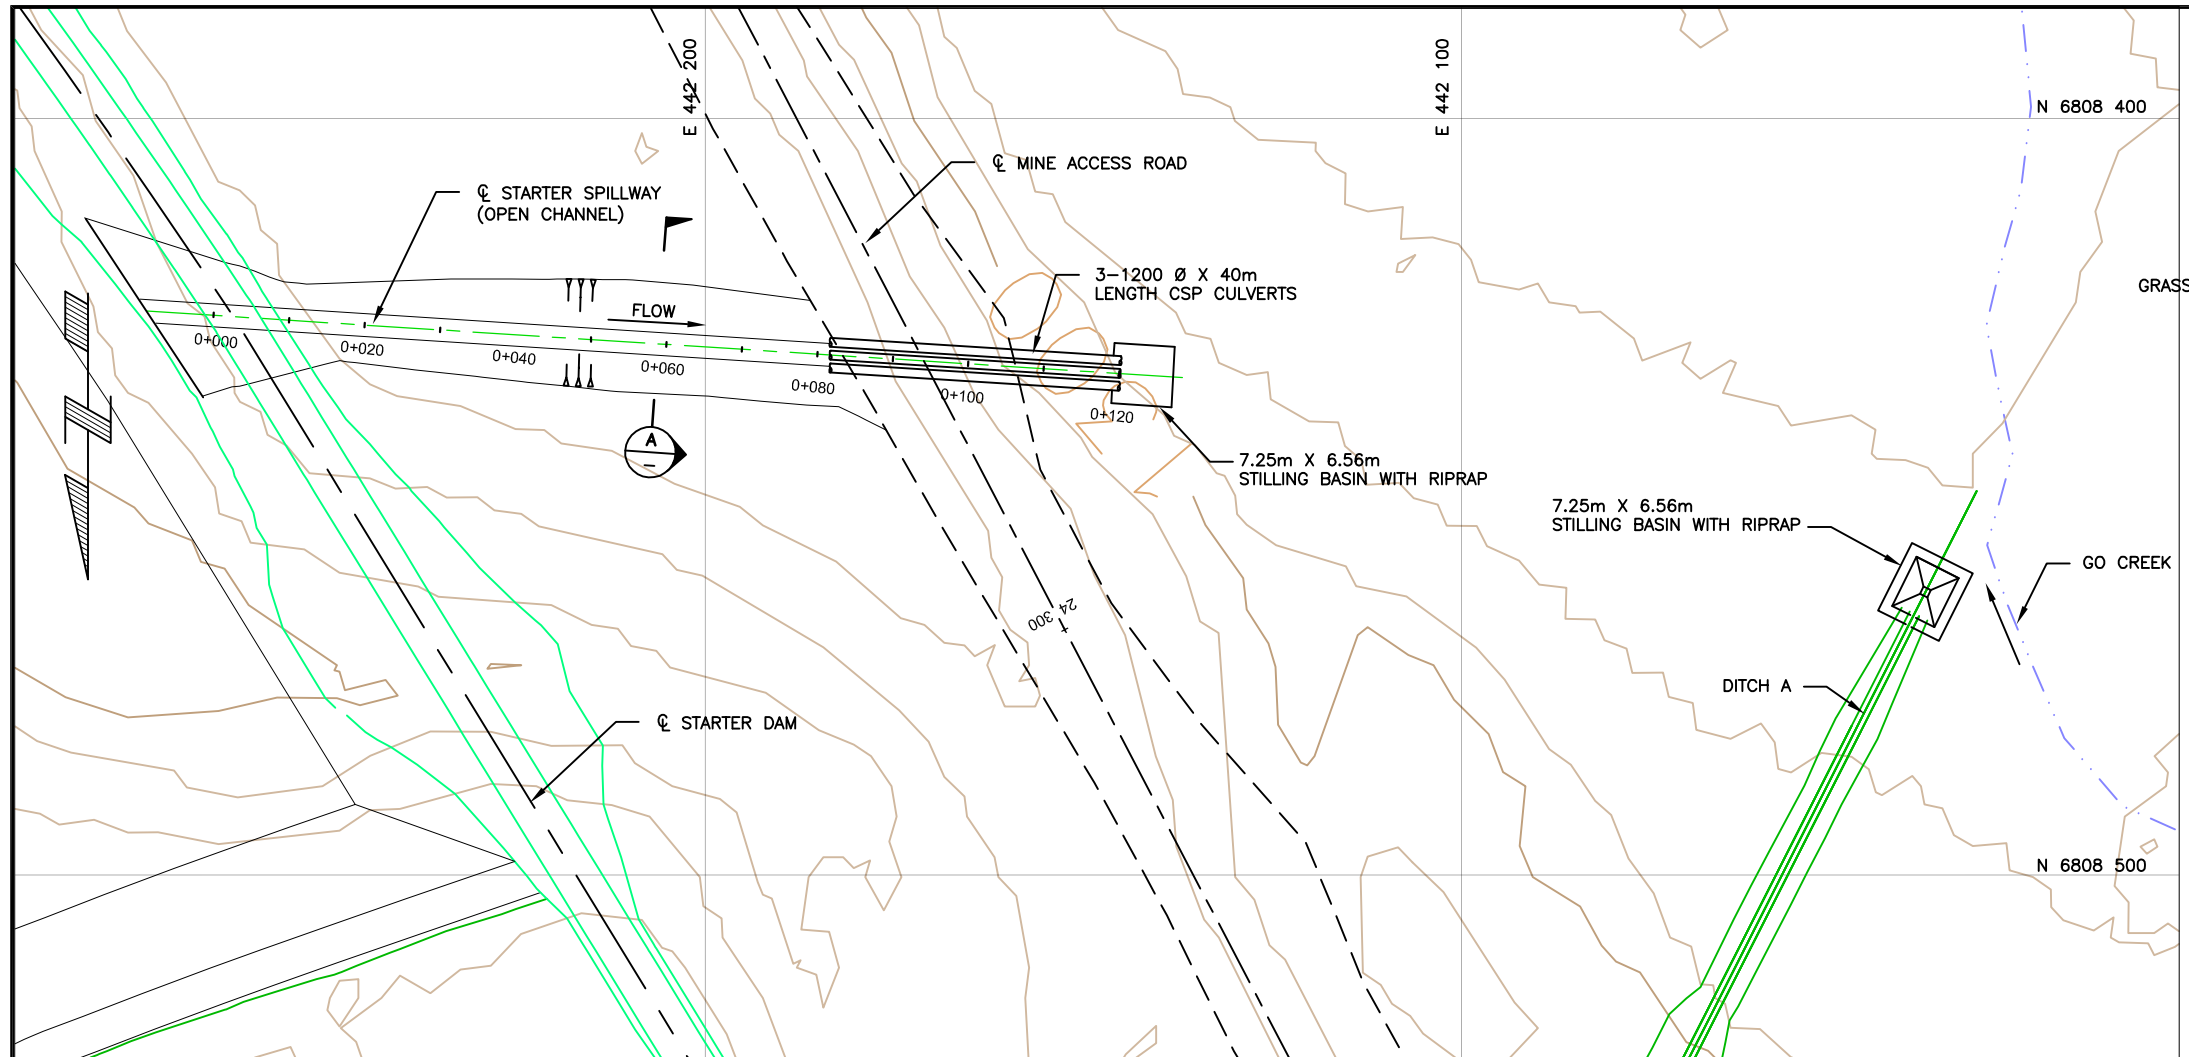 E 442 200
E 442 100
N 6808 400
℄ MINE ACCESS ROAD
℄ STARTER SPILLWAY
(OPEN CHANNEL)
3-1200 Ø X 40m
LENGTH CSP CULVERTS
GRASS
FLOW
0+000
0+020
0+040
0+060
0+080
0+100
0+120
A
–
7.25m X 6.56m
STILLING BASIN WITH RIPRAP
7.25m X 6.56m
STILLING BASIN WITH RIPRAP
GO CREEK
24 300
DITCH A
℄ STARTER DAM
N 6808 500